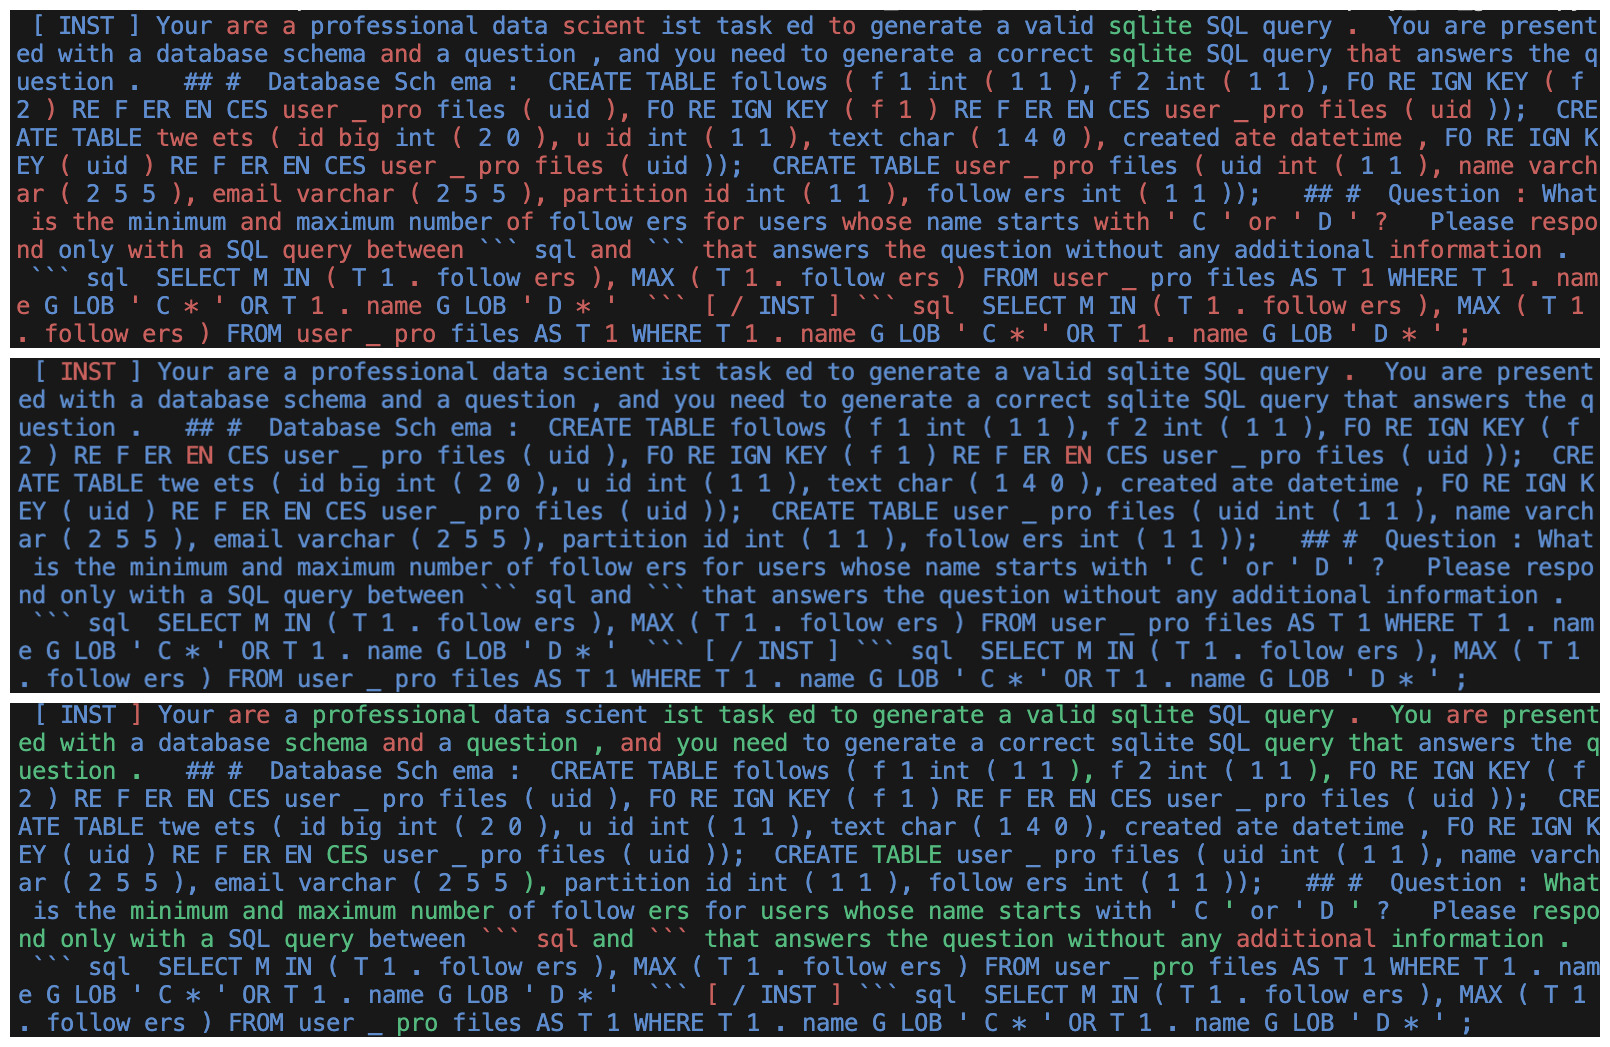 [ INST ] Your are a professional data scient ist task ed to generate a valid sqlite SQL query .  You are present
ed with a database schema and a question , and you need to generate a correct sqlite SQL query that answers the q
uestion .   ## #  Database Sch ema :  CREATE TABLE follows ( f 1 int ( 1 1 ), f 2 int ( 1 1 ), FO RE IGN KEY ( f
2 ) RE F ER EN CES user _ pro files ( uid ), FO RE IGN KEY ( f 1 ) RE F ER EN CES user _ pro files ( uid ));  CRE
ATE TABLE twe ets ( id big int ( 2 0 ), u id int ( 1 1 ), text char ( 1 4 0 ), created ate datetime , FO RE IGN K
EY ( uid ) RE F ER EN CES user _ pro files ( uid ));  CREATE TABLE user _ pro files ( uid int ( 1 1 ), name varch
ar ( 2 5 5 ), email varchar ( 2 5 5 ), partition id int ( 1 1 ), follow ers int ( 1 1 ));   ## #  Question : What
is the minimum and maximum number of follow ers for users whose name starts with ' C ' or ' D ' ?   Please respo
nd only with a SQL query between ``` sql and ``` that answers the question without any additional information .
``` sql  SELECT M IN ( T 1 . follow ers ), MAX ( T 1 . follow ers ) FROM user _ pro files AS T 1 WHERE T 1 . nam
e G LOB ' C * ' OR T 1 . name G LOB ' D * '  ``` [ / INST ] ``` sql  SELECT M IN ( T 1 . follow ers ), MAX ( T 1
. follow ers ) FROM user _ pro files AS T 1 WHERE T 1 . name G LOB ' C * ' OR T 1 . name G LOB ' D * ' ;
[ INST ] Your are a professional data scient ist task ed to generate a valid sqlite SQL query .  You are present
ed with a database schema and a question , and you need to generate a correct sqlite SQL query that answers the q
uestion .   ## #  Database Sch ema :  CREATE TABLE follows ( f 1 int ( 1 1 ), f 2 int ( 1 1 ), FO RE IGN KEY ( f
2 ) RE F ER EN CES user _ pro files ( uid ), FO RE IGN KEY ( f 1 ) RE F ER EN CES user _ pro files ( uid ));  CRE
ATE TABLE twe ets ( id big int ( 2 0 ), u id int ( 1 1 ), text char ( 1 4 0 ), created ate datetime , FO RE IGN K
EY ( uid ) RE F ER EN CES user _ pro files ( uid ));  CREATE TABLE user _ pro files ( uid int ( 1 1 ), name varch
ar ( 2 5 5 ), email varchar ( 2 5 5 ), partition id int ( 1 1 ), follow ers int ( 1 1 ));   ## #  Question : What
is the minimum and maximum number of follow ers for users whose name starts with ' C ' or ' D ' ?   Please respo
nd only with a SQL query between ``` sql and ``` that answers the question without any additional information .
``` sql  SELECT M IN ( T 1 . follow ers ), MAX ( T 1 . follow ers ) FROM user _ pro files AS T 1 WHERE T 1 . nam
e G LOB ' C * ' OR T 1 . name G LOB ' D * '  ``` [ / INST ] ``` sql  SELECT M IN ( T 1 . follow ers ), MAX ( T 1
. follow ers ) FROM user _ pro files AS T 1 WHERE T 1 . name G LOB ' C * ' OR T 1 . name G LOB ' D * ' ;
[ INST ] Your are a professional data scient ist task ed to generate a valid sqlite SQL query .  You are present
ed with a database schema and a question , and you need to generate a correct sqlite SQL query that answers the q
uestion .   ## #  Database Sch ema :  CREATE TABLE follows ( f 1 int ( 1 1 ), f 2 int ( 1 1 ), FO RE IGN KEY ( f
2 ) RE F ER EN CES user _ pro files ( uid ), FO RE IGN KEY ( f 1 ) RE F ER EN CES user _ pro files ( uid ));  CRE
ATE TABLE twe ets ( id big int ( 2 0 ), u id int ( 1 1 ), text char ( 1 4 0 ), created ate datetime , FO RE IGN K
EY ( uid ) RE F ER EN CES user _ pro files ( uid ));  CREATE TABLE user _ pro files ( uid int ( 1 1 ), name varch
ar ( 2 5 5 ), email varchar ( 2 5 5 ), partition id int ( 1 1 ), follow ers int ( 1 1 ));   ## #  Question : What
is the minimum and maximum number of follow ers for users whose name starts with ' C ' or ' D ' ?   Please respo
nd only with a SQL query between ``` sql and ``` that answers the question without any additional information .
``` sql  SELECT M IN ( T 1 . follow ers ), MAX ( T 1 . follow ers ) FROM user _ pro files AS T 1 WHERE T 1 . nam
e G LOB ' C * ' OR T 1 . name G LOB ' D * '  ``` [ / INST ] ``` sql  SELECT M IN ( T 1 . follow ers ), MAX ( T 1
. follow ers ) FROM user _ pro files AS T 1 WHERE T 1 . name G LOB ' C * ' OR T 1 . name G LOB ' D * ' ;